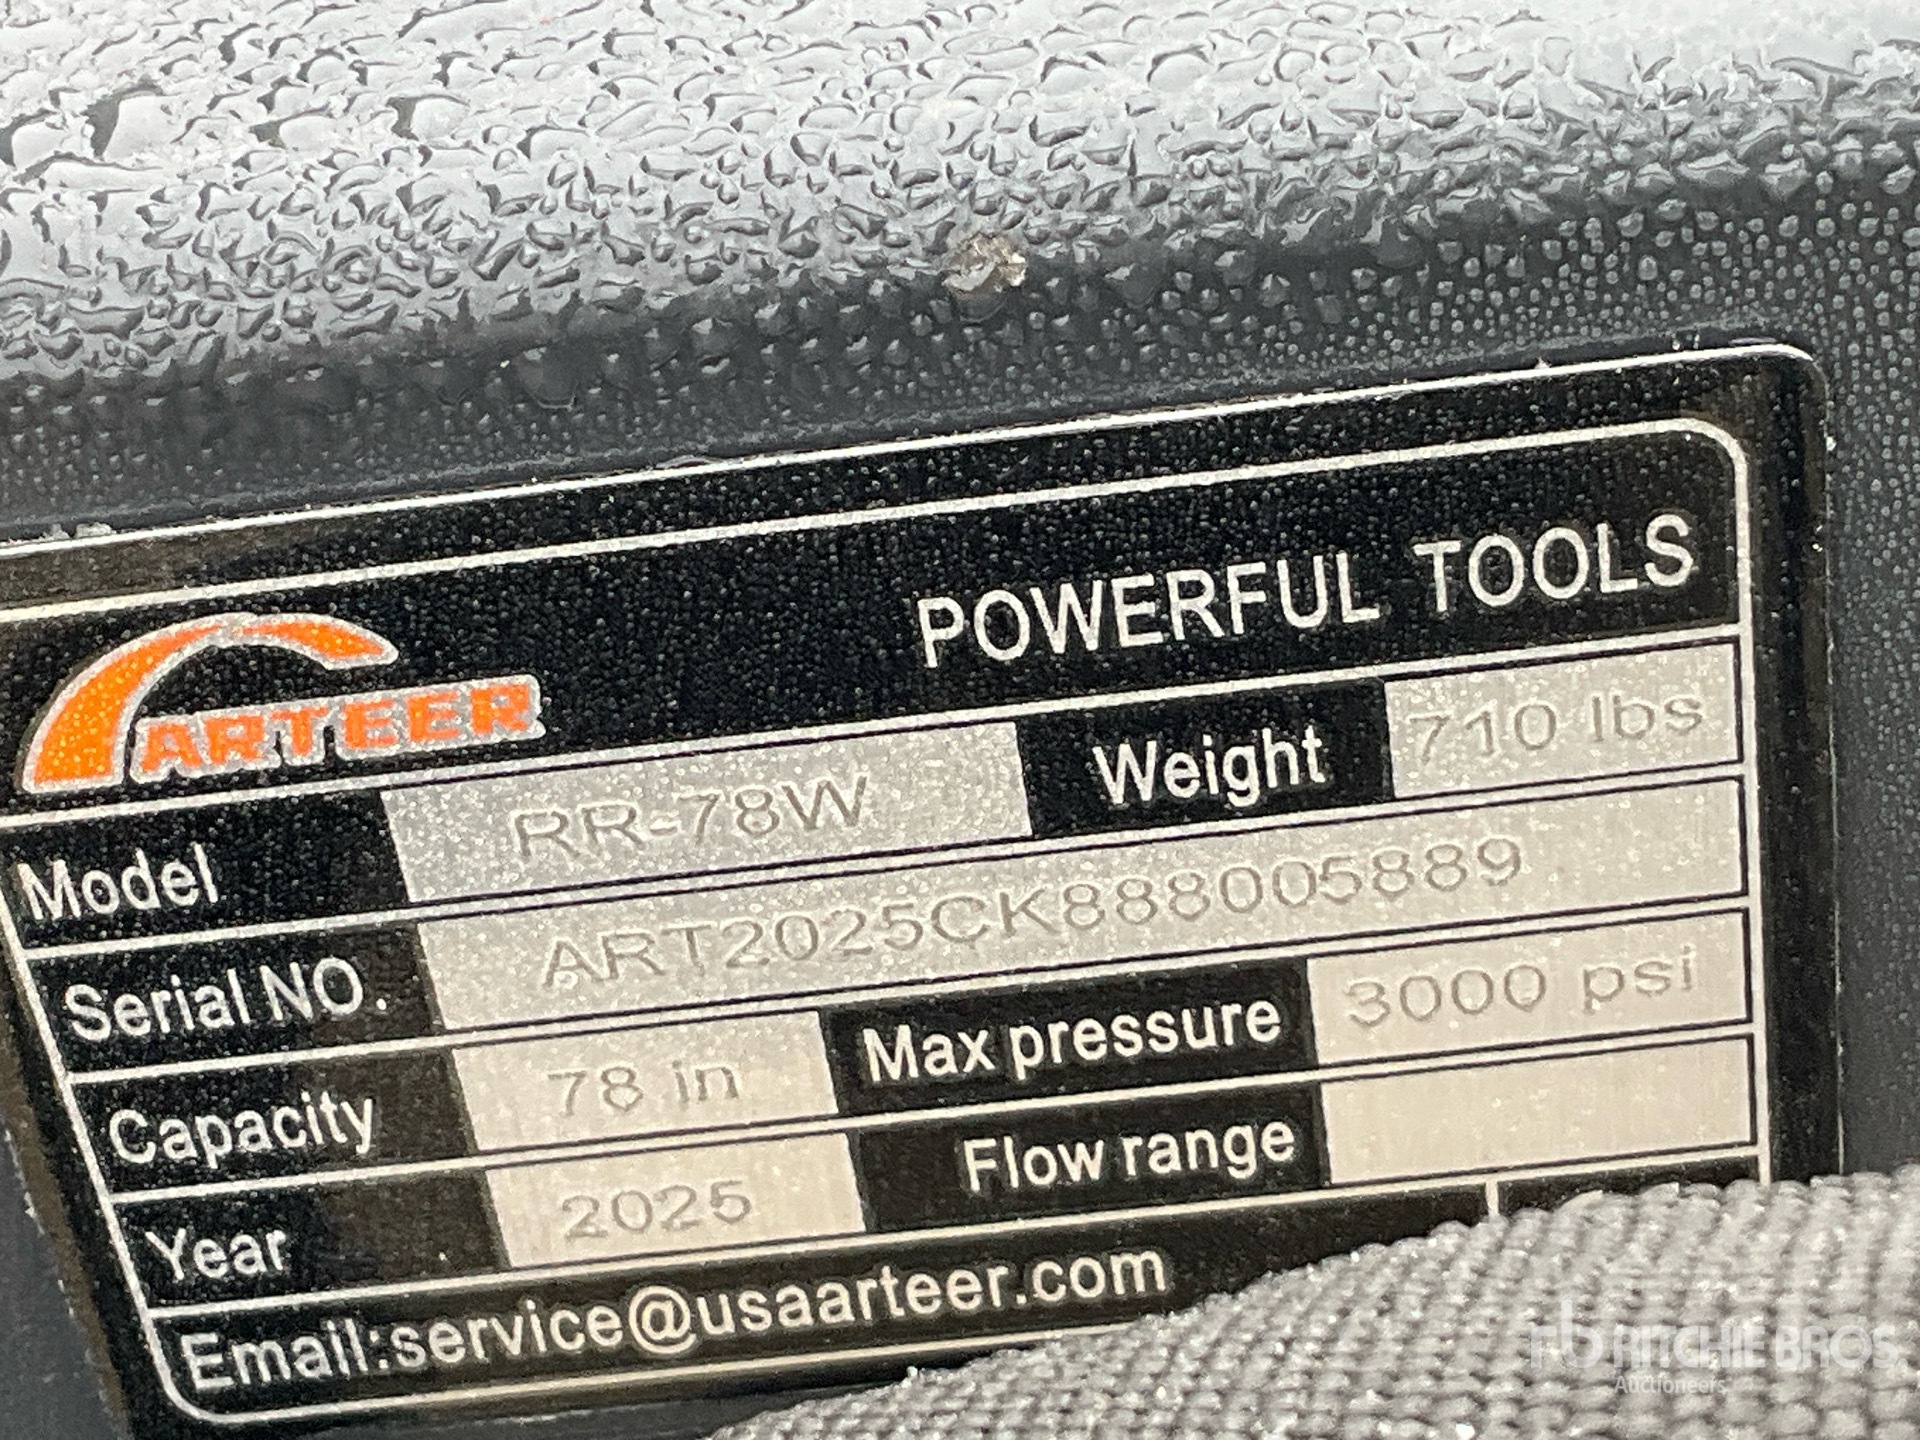 ARTEER
POWERFUL TOOLS
Model RR-78W Weight 710 lbs
Serial NO. ART2025CK888005889
Capacity 78 in Max pressure 3000 psi
Year 2025 Flow range
Email:service@usaarteer.com
rb RITCHIE BROS.
Auctioneers